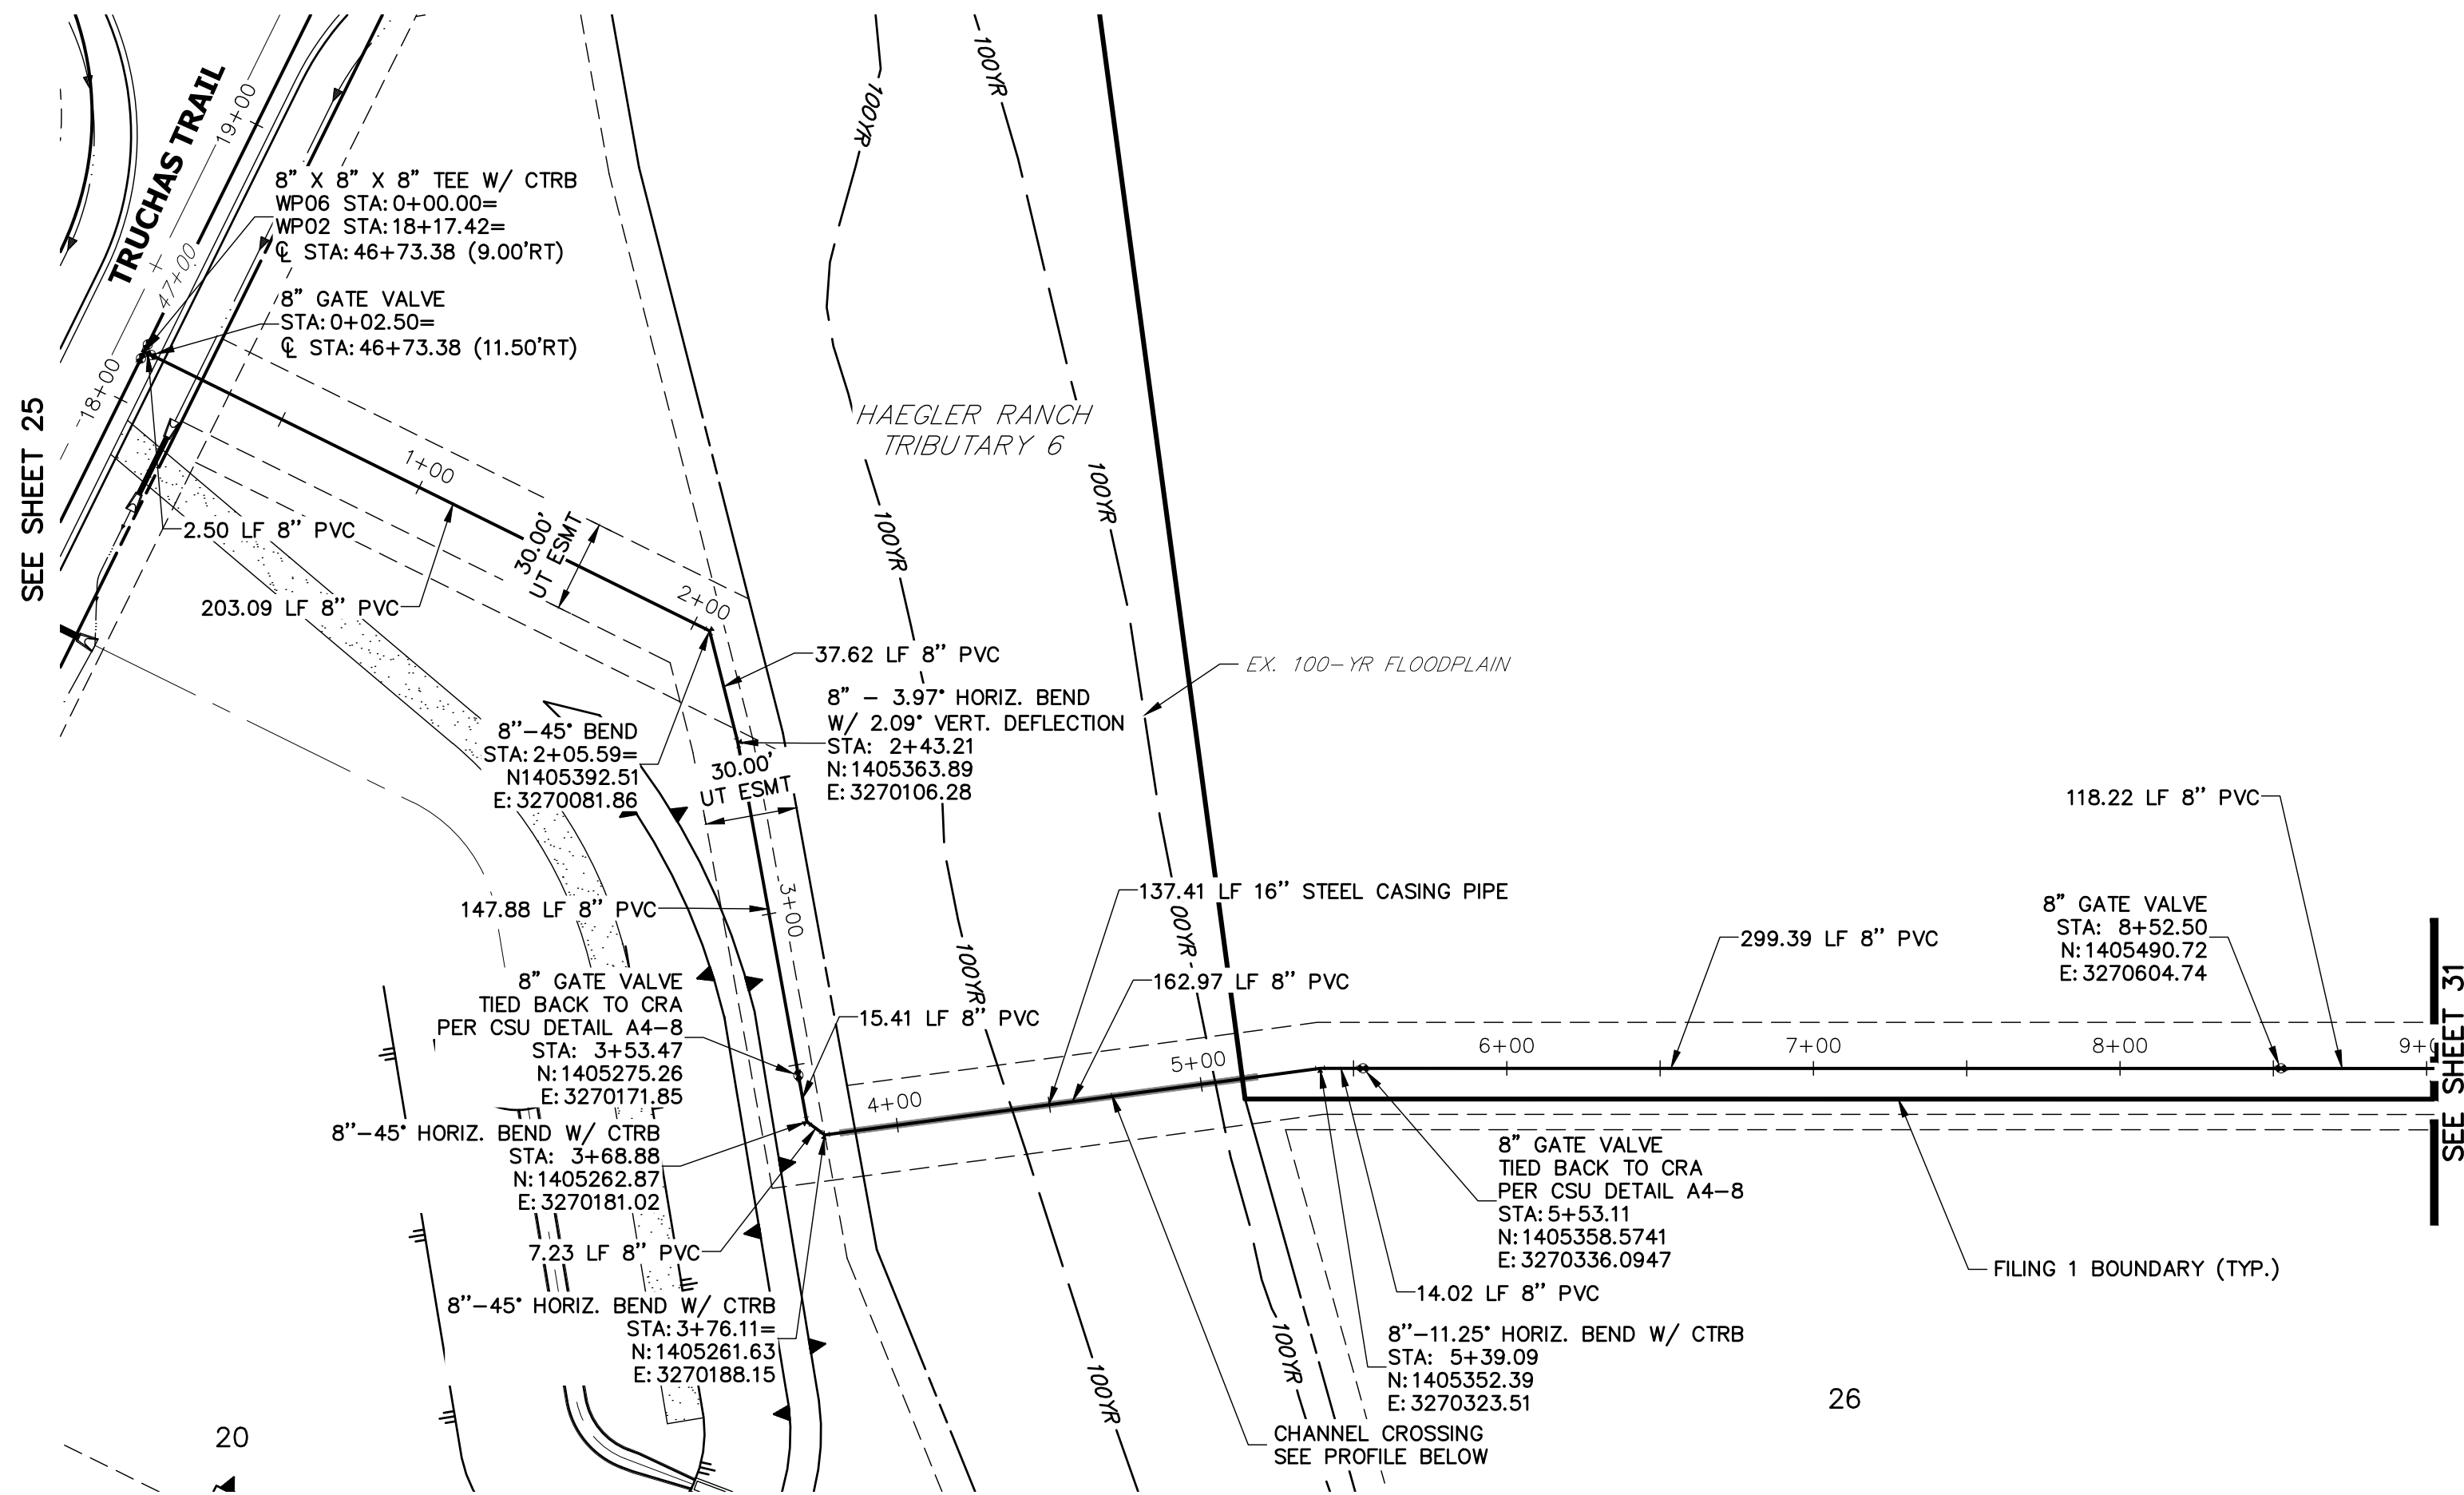 TRUCHAS TRAIL
19+00
47+00
18+00
SEE SHEET 25
8" X 8" X 8" TEE W/ CTRB
WP06 STA:0+00.00=
WP02 STA:18+17.42=
℄ STA:46+73.38 (9.00'RT)
8" GATE VALVE
STA:0+02.50=
℄ STA:46+73.38 (11.50'RT)
100YR
100YR
HAEGLER RANCH
TRIBUTARY 6
1+00
100YR
100YR
2.50 LF 8" PVC
30.00'
UT ESMT
203.09 LF 8" PVC
2+00
37.62 LF 8" PVC
EX. 100-YR FLOODPLAIN
8" - 3.97° HORIZ. BEND
W/ 2.09° VERT. DEFLECTION
STA: 2+43.21
N:1405363.89
E:3270106.28
8"-45° BEND
STA:2+05.59=
N1405392.51
E:3270081.86
30.00'
UT ESMT
118.22 LF 8" PVC
137.41 LF 16" STEEL CASING PIPE
147.88 LF 8" PVC
3+00
00YR
299.39 LF 8" PVC
8" GATE VALVE
STA: 8+52.50
N:1405490.72
E:3270604.74
100YR
162.97 LF 8" PVC
8" GATE VALVE
TIED BACK TO CRA
PER CSU DETAIL A4-8
STA: 3+53.47
N:1405275.26
E:3270171.85
15.41 LF 8" PVC
4+00
5+00
6+00
7+00
8+00
9+0
SEE SHEET 31
8"-45° HORIZ. BEND W/ CTRB
STA: 3+68.88
N:1405262.87
E:3270181.02
8" GATE VALVE
TIED BACK TO CRA
PER CSU DETAIL A4-8
STA:5+53.11
N:1405358.5741
E:3270336.0947
7.23 LF 8" PVC
FILING 1 BOUNDARY (TYP.)
14.02 LF 8" PVC
8"-45° HORIZ. BEND W/ CTRB
STA:3+76.11=
N:1405261.63
E:3270188.15
100YR
100YR
8"-11.25° HORIZ. BEND W/ CTRB
STA: 5+39.09
N:1405352.39
E:3270323.51
26
20
CHANNEL CROSSING
SEE PROFILE BELOW